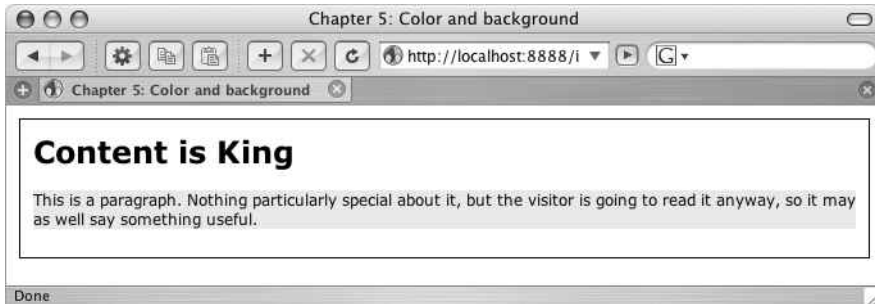 Chapter 5: Color and background
http://localhost:8888/i
G
Chapter 5: Color and background
Content is King
This is a paragraph. Nothing particularly special about it, but the visitor is going to read it anyway, so it may
as well say something useful.
Done